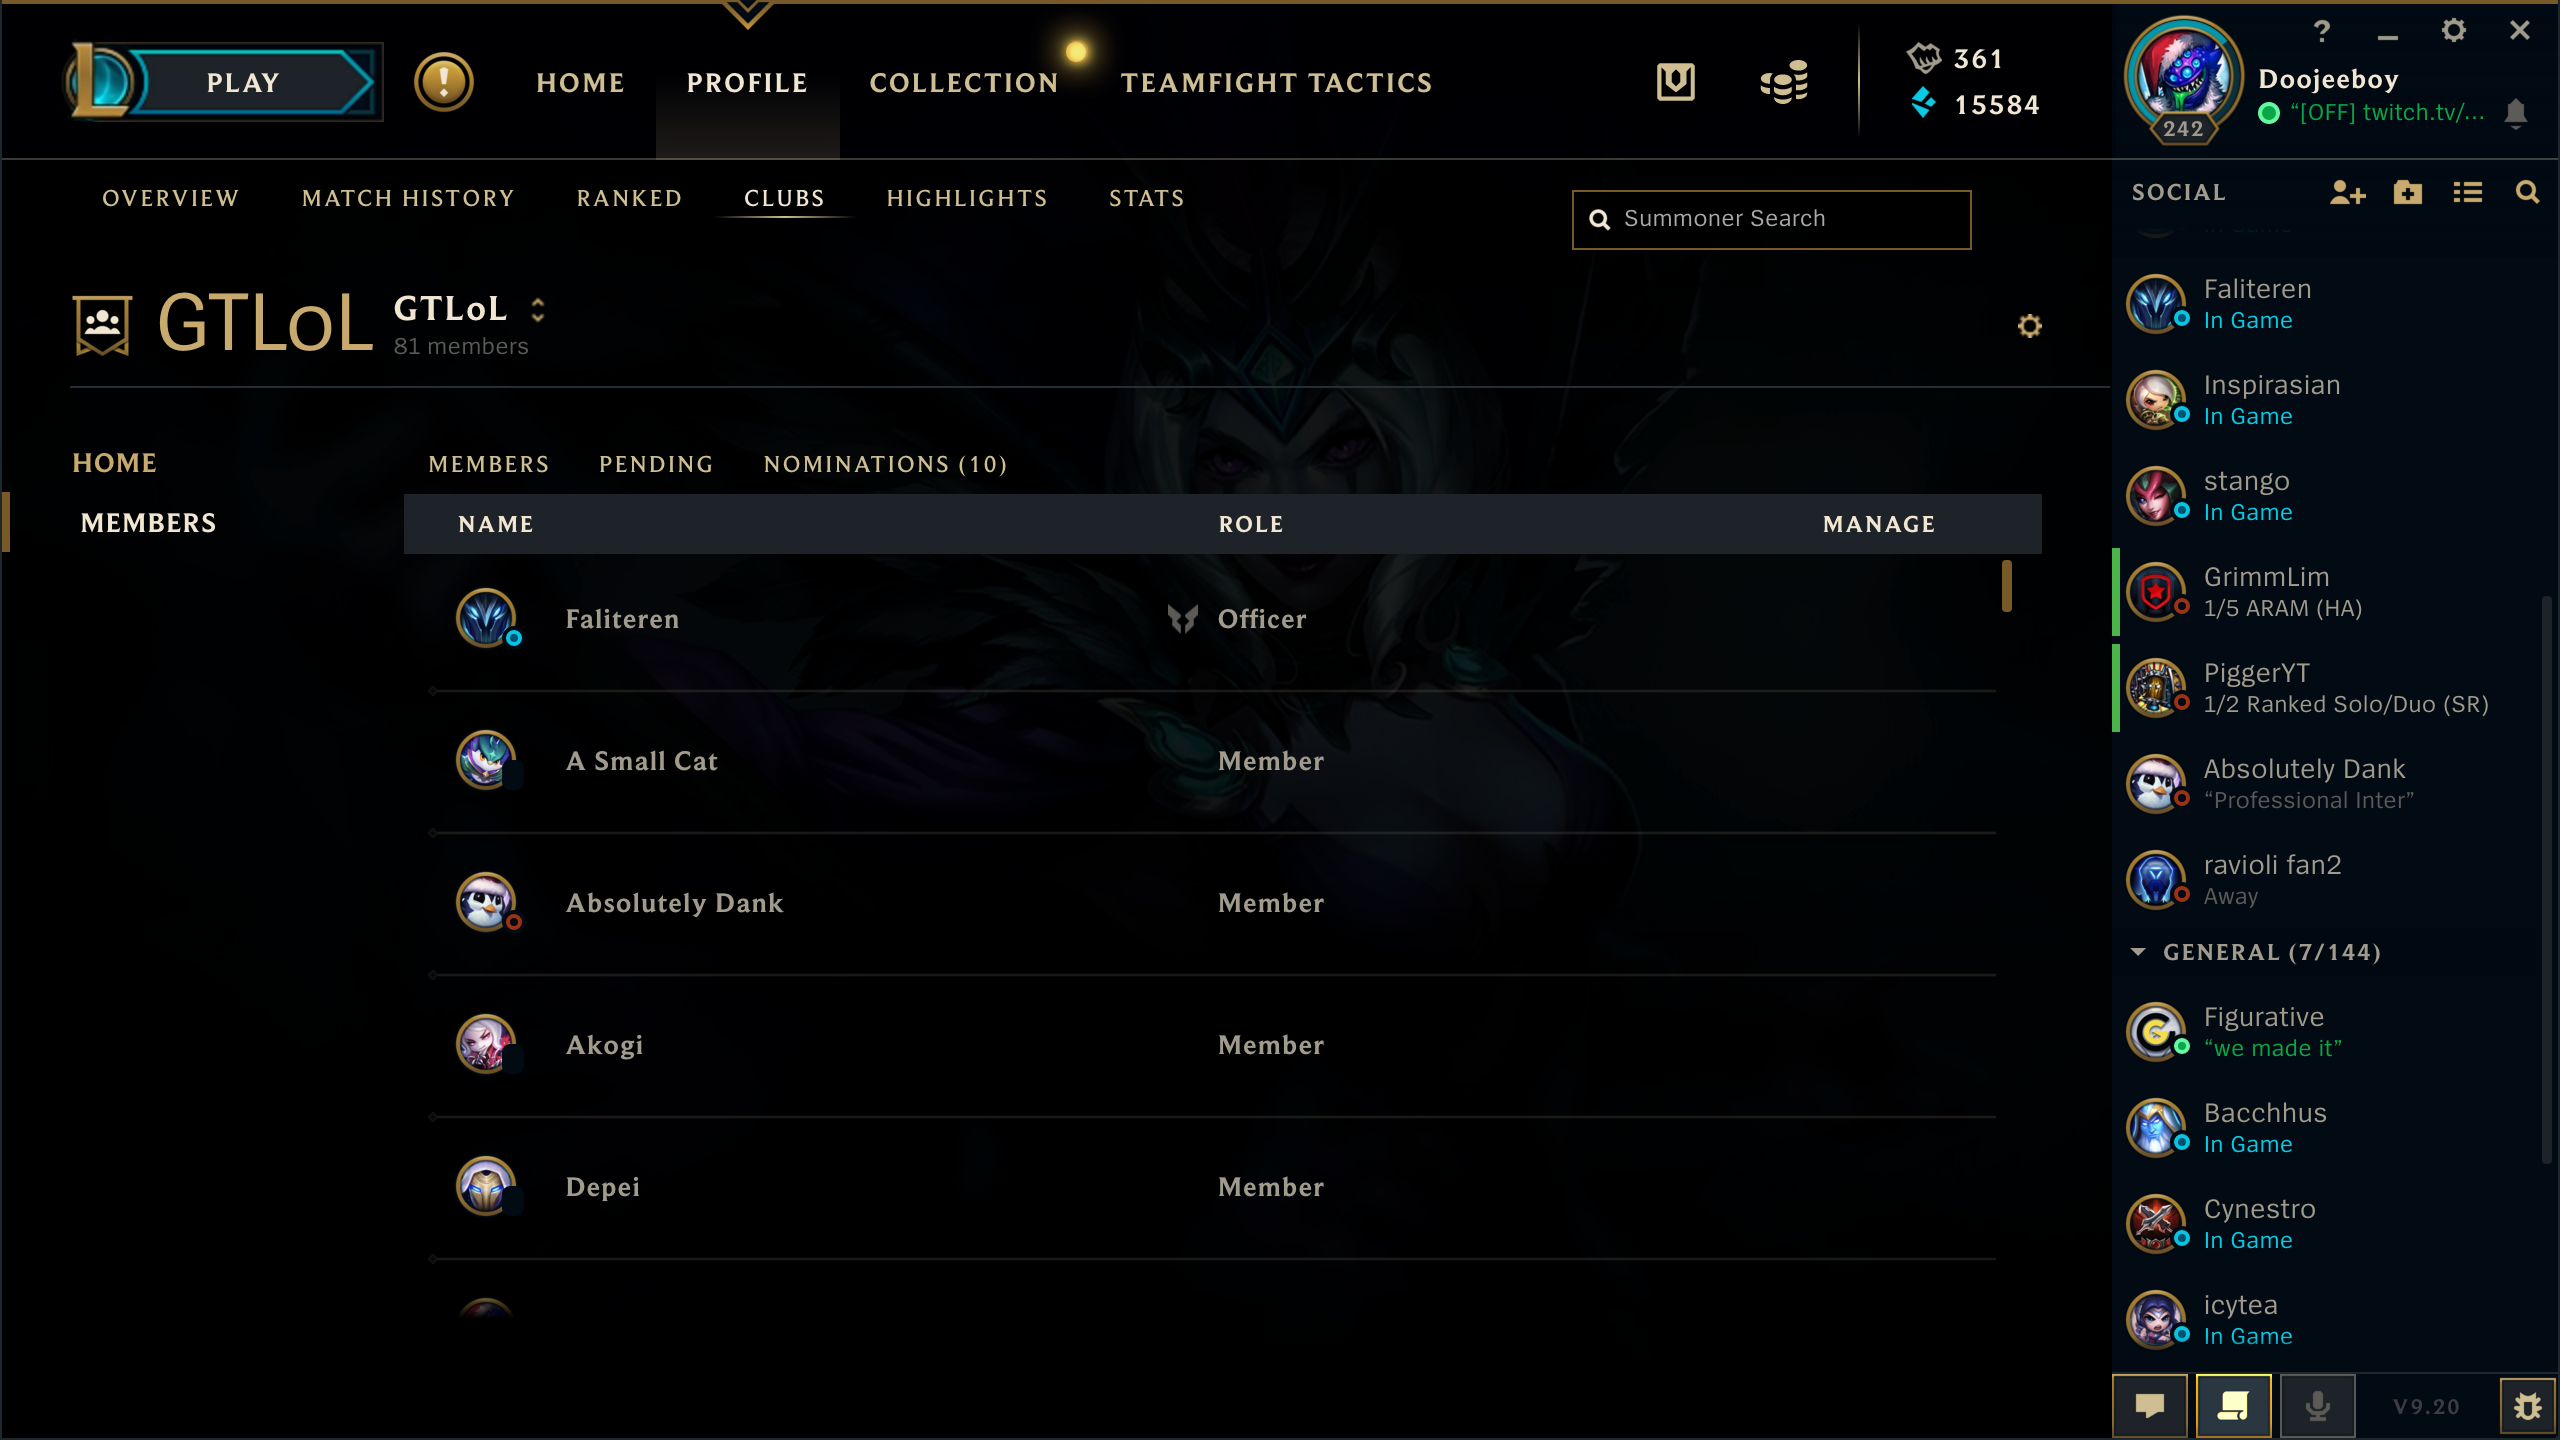 PLAY
HOME
PROFILE
COLLECTION
TEAMFIGHT TACTICS
361
15584
242
Doojeeboy
“[OFF] twitch.tv/...
OVERVIEW
MATCH HISTORY
RANKED
CLUBS
HIGHLIGHTS
STATS
Summoner Search
GTLoL
GTLoL
81 members
HOME
MEMBERS
MEMBERS
PENDING
NOMINATIONS (10)
NAME
ROLE
MANAGE
Faliteren
Officer
A Small Cat
Member
Absolutely Dank
Member
Akogi
Member
Depei
Member
SOCIAL
In Game
Faliteren
In Game
Inspirasian
In Game
stango
In Game
GrimmLim
1/5 ARAM (HA)
PiggerYT
1/2 Ranked Solo/Duo (SR)
Absolutely Dank
“Professional Inter”
ravioli fan2
Away
GENERAL (7/144)
Figurative
“we made it”
Bacchhus
In Game
Cynestro
In Game
icytea
In Game
V9.20